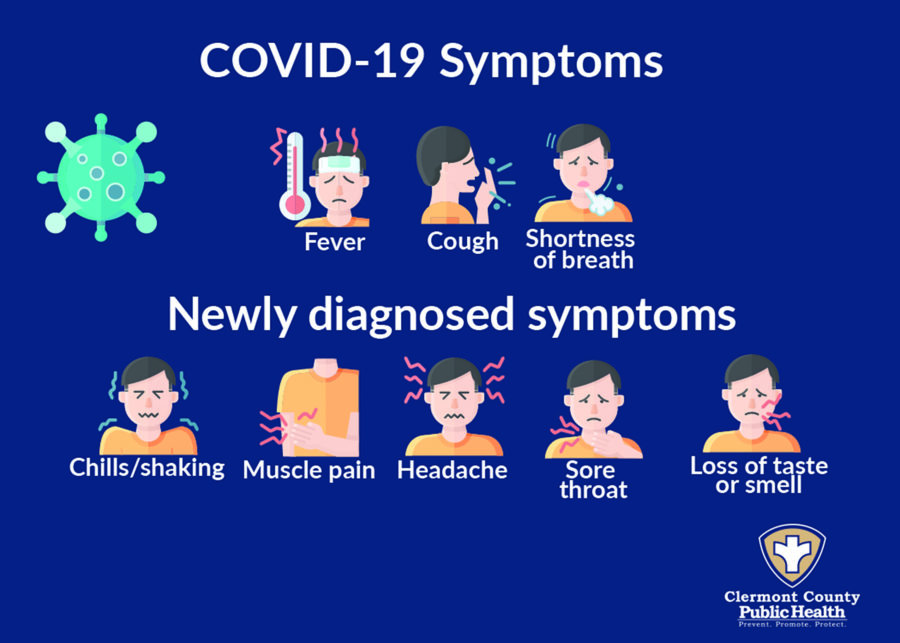 COVID-19 Symptoms
Fever
Cough
Shortness
of breath
Newly diagnosed symptoms
Chills/shaking
Muscle pain
Headache
Sore
throat
Loss of taste
or smell
Clermont County
Public Health
Prevent. Promote. Protect.